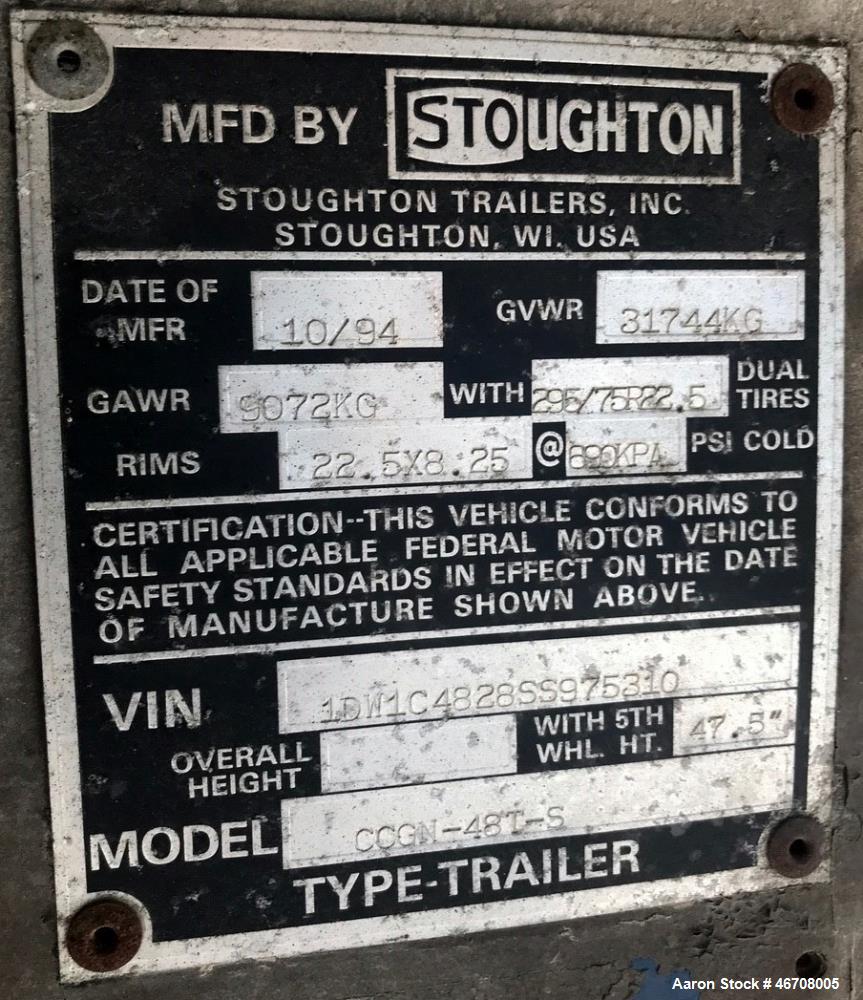 MFD BY STOUGHTON
STOUGHTON TRAILERS, INC.
STOUGHTON, WI. USA
DATE OF MFR 10/94 GVWR 31744KG
GAWR 9072KG WITH 295/75R22.5 DUAL TIRES
RIMS 22.5X8.25 @ 690KPA PSI COLD
CERTIFICATION--THIS VEHICLE CONFORMS TO
ALL APPLICABLE FEDERAL MOTOR VEHICLE
SAFETY STANDARDS IN EFFECT ON THE DATE
OF MANUFACTURE SHOWN ABOVE.
VIN 1DW1C4828SS975310
OVERALL HEIGHT WITH 5TH WHL. HT. 47.5"
MODEL CCGN-48T-S
TYPE-TRAILER
Aaron Stock # 46708005